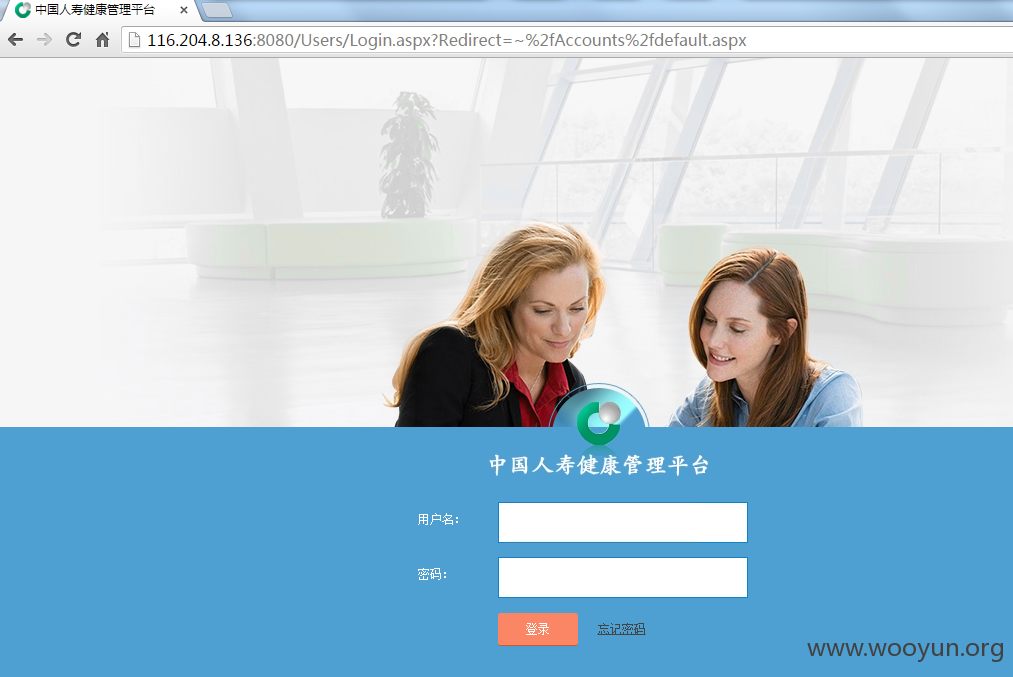 中国人寿健康管理平台
116.204.8.136:8080/Users/Login.aspx?Redirect=~%2fAccounts%2fdefault.aspx
中国人寿健康管理平台
用户名：
密码：
登录 忘记密码
www.wooyun.org